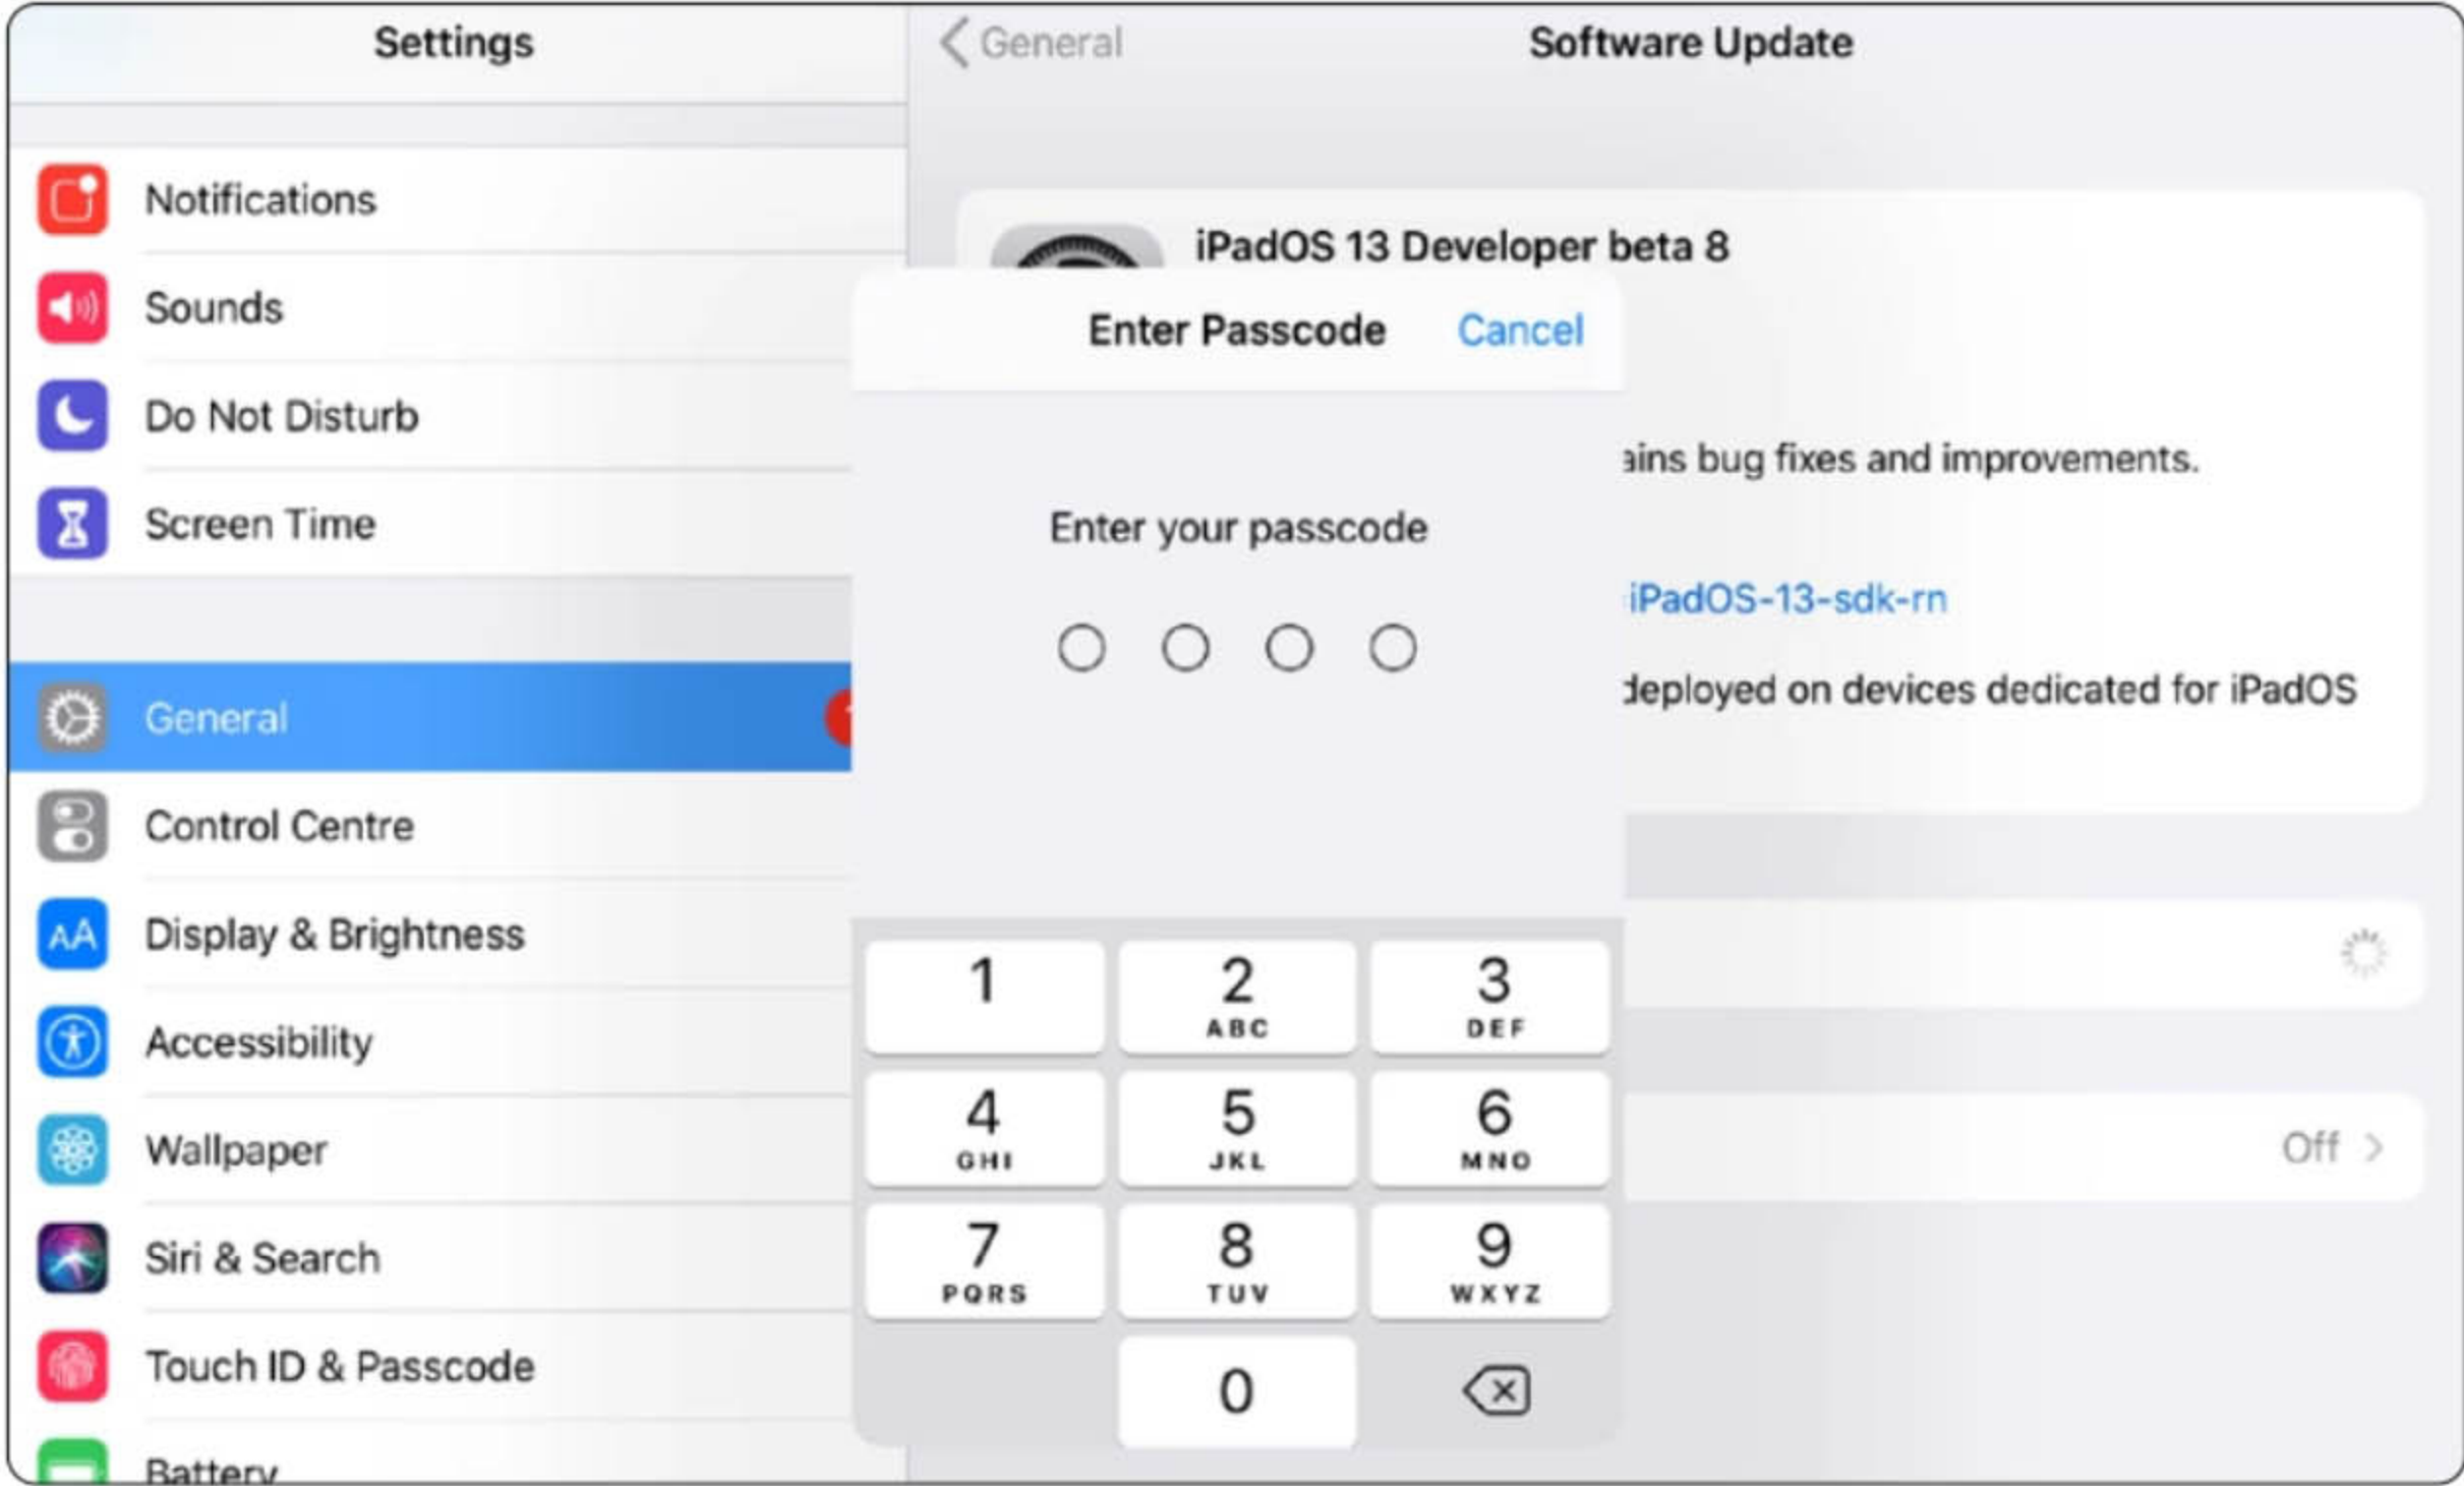 Settings
Notifications
Sounds
Do Not Disturb
Screen Time
General
Control Centre
AA
Display & Brightness
Accessibility
Wallpaper
Siri & Search
Touch ID & Passcode
Battery
General
Software Update
iPadOS 13 Developer beta 8
bug fixes and improvements.
iPadOS-13-sdk-rn
deployed on devices dedicated for iPadOS
Off
Enter Passcode Cancel
Enter your passcode
1 2 3
ABC DEF
4 5 6
GHI JKL MNO
7 8 9
PQRS TUV WXYZ
0